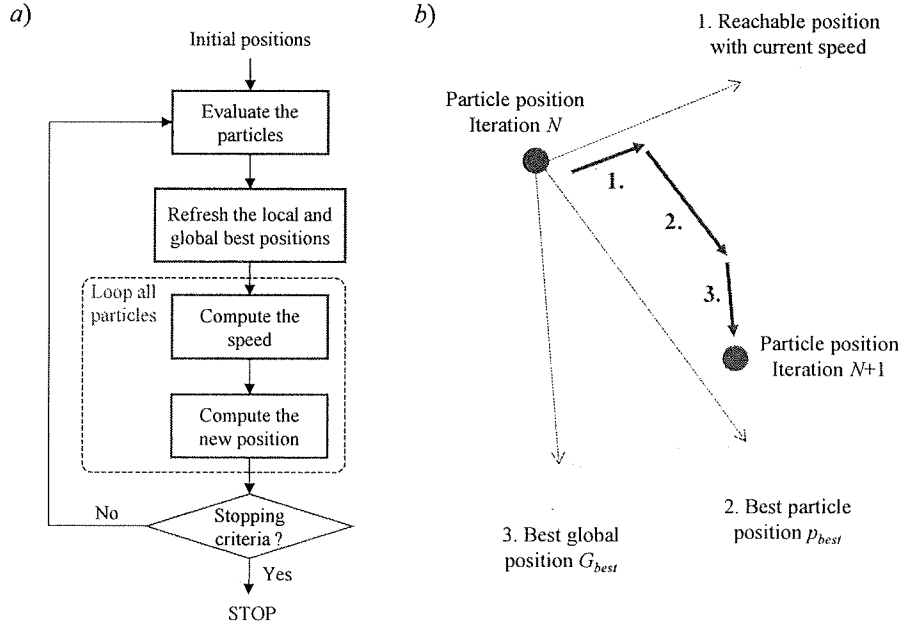 a)
Initial positions
Evaluate the
particles
Refresh the local and
global best positions
Loop all
particles
Compute the
speed
Compute the
new position
No
Stopping
criteria ?
Yes
STOP
b)
1. Reachable position
with current speed
Particle position
Iteration N
1.
2.
3.
Particle position
Iteration N+1
2. Best particle
position p_best
3. Best global
position G_best